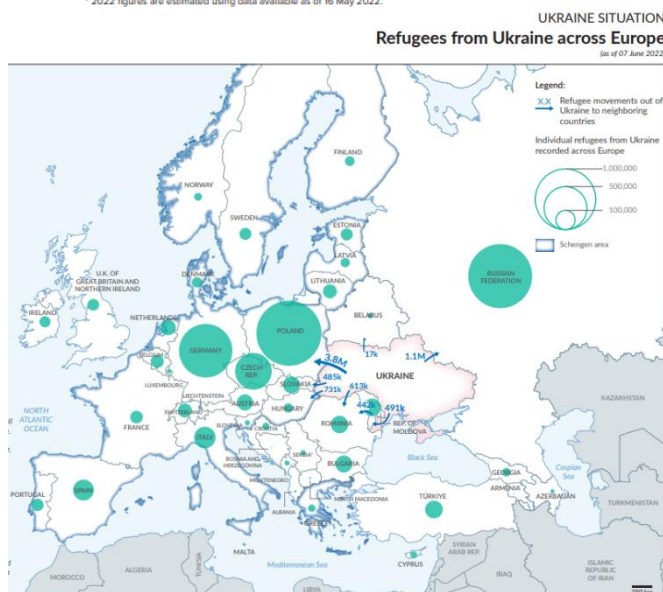 * 2022 figures are estimated using data available as of 16 May 2022.
UKRAINE SITUATION
Refugees from Ukraine across Europe
(as of 07 June 2022
Legend:
X.X Refugee movements out of
Ukraine to neighboring
countries
Individual refugees from Ukraine
recorded across Europe
1,000,000
500,000
100,000
Schengen area
FINLAND
NORWAY
SWEDEN
ESTONIA
LATVIA
LITHUANIA
DENMARK
RUSSIAN
FEDERATION
U.K. OF
GREAT BRITAIN AND
NORTHERN IRELAND
IRELAND
NETHERLANDS
BELARUS
POLAND
GERMANY
BELGIUM
CZECH
REP.
17k
1.1M
3.8M
UKRAINE
LUXEMBOURG
SLOVAKIA
485k
731k
613k
LIECHTENSTEIN
AUSTRIA
HUNGARY
442k
491k
KAZAKHSTAN
NORTH
ATLANTIC
OCEAN
FRANCE
SWITZERLAND
SLOVENIA
CROATIA
ROMANIA
REP. OF
MOLDOVA
ITALY
BOSNIA AND
HERZEGOVINA
SERBIA
MONTENEGRO
BULGARIA
Black Sea
Caspian
Sea
GEORGIA
PORTUGAL
SPAIN
ALBANIA
NORTH MACEDONIA
GREECE
TÜRKIYE
ARMENIA
AZERBAIJAN
TURKMENISTAN
MALTA
Mediterranean Sea
CYPRUS
SYRIAN
ARAB REP.
IRAQ
ISLAMIC
REPUBLIC
OF IRAN
MOROCCO
ALGERIA
TUNISIA
LIBYA